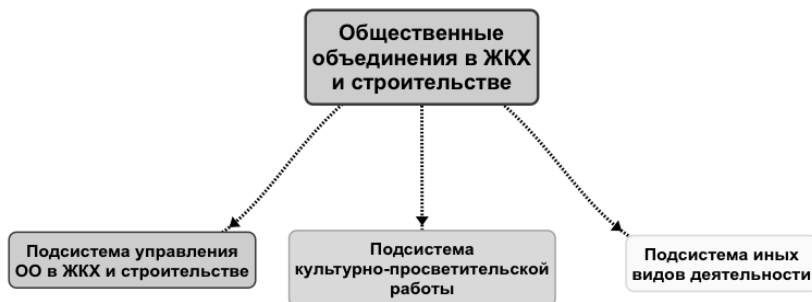 Общественные
объединения в ЖКХ
и строительстве
Подсистема управления
ОО в ЖКХ и строительстве
Подсистема
культурно-просветительской
работы
Подсистема иных
видов деятельности